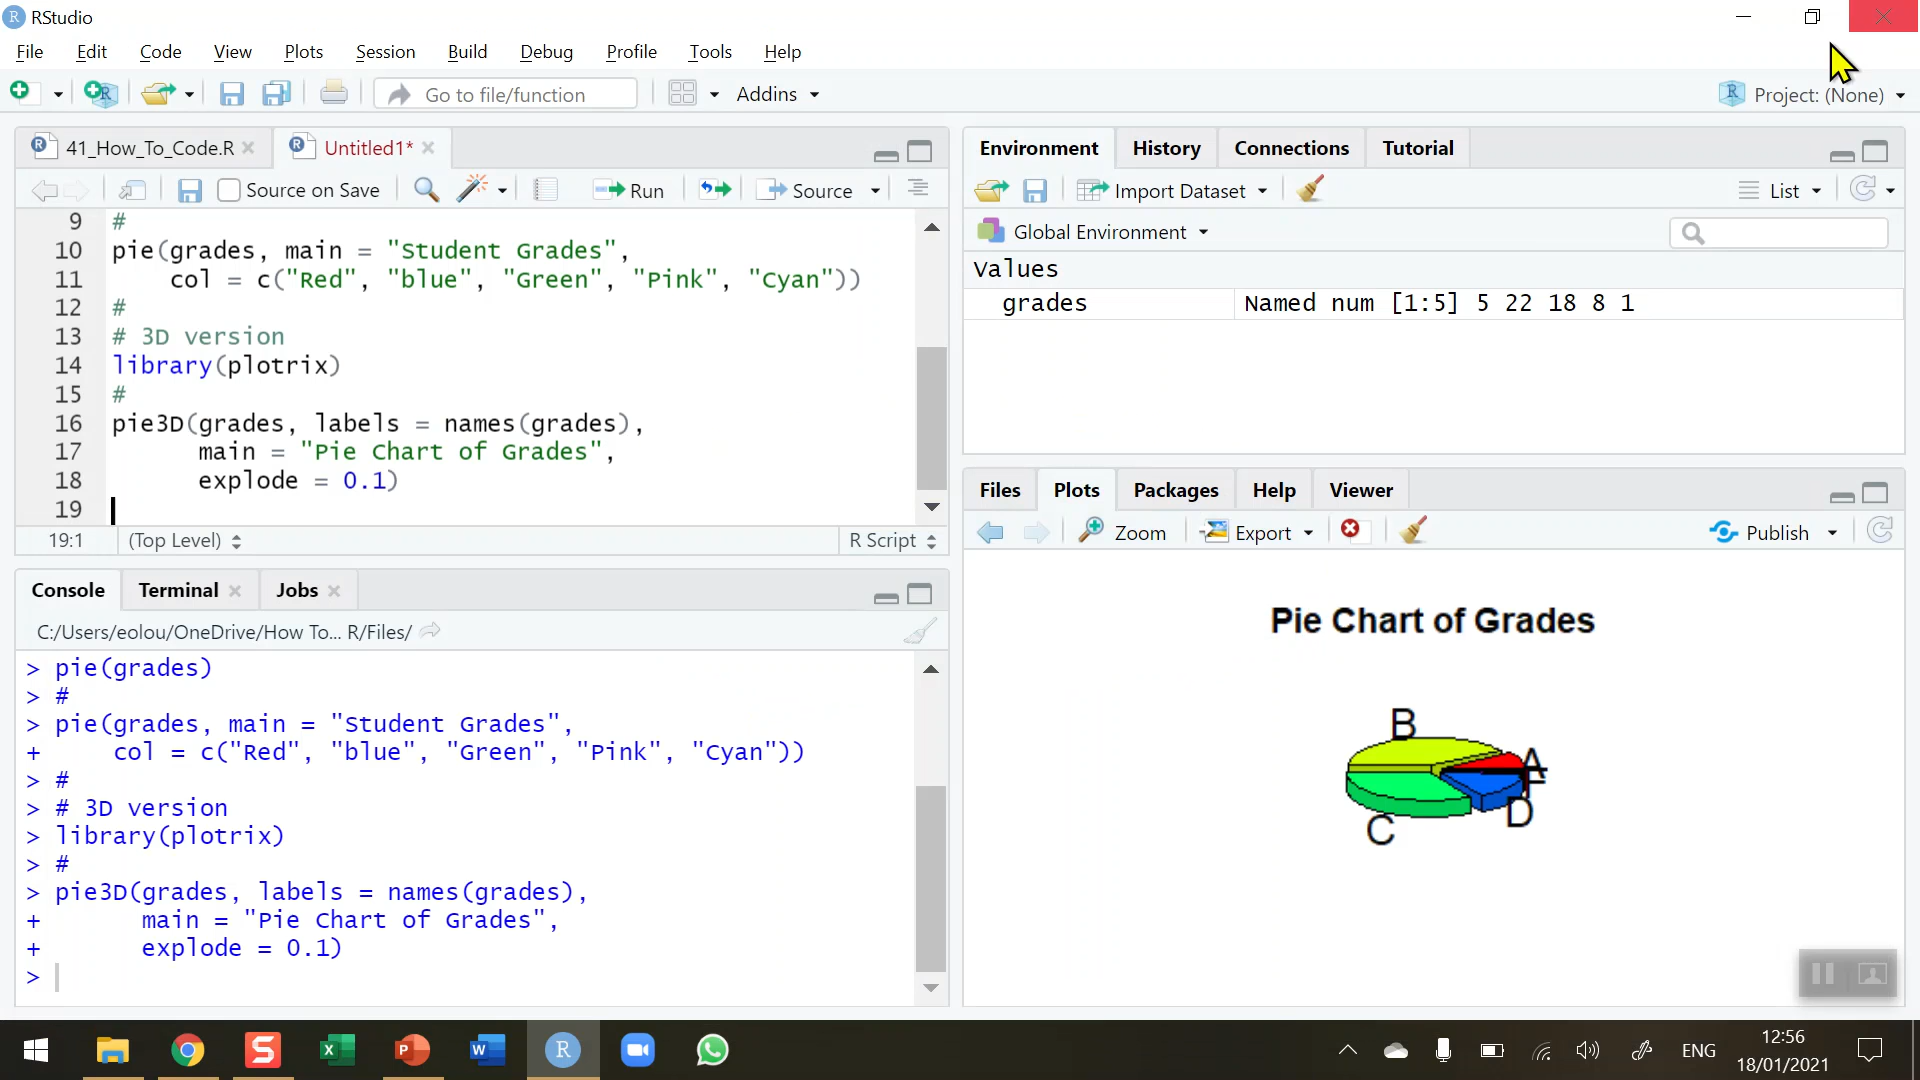 RStudio
File Edit Code View Plots Session Build Debug Profile Tools Help
Go to file/function Addins Project: (None)
41_How_To_Code.R Untitled1*
Source on Save Run Source
9 #
10 pie(grades, main = "Student Grades",
11 col = c("Red", "blue", "Green", "Pink", "Cyan"))
12 #
13 # 3D version
14 library(plotrix)
15 #
16 pie3D(grades, labels = names(grades),
17 main = "Pie Chart of Grades",
18 explode = 0.1)
19
19:1 (Top Level) R Script
Console Terminal Jobs
C:/Users/eolou/OneDrive/How To... R/Files/
> pie(grades)
> #
> pie(grades, main = "Student Grades",
+ col = c("Red", "blue", "Green", "Pink", "Cyan"))
> #
> # 3D version
> library(plotrix)
> #
> pie3D(grades, labels = names(grades),
+ main = "Pie Chart of Grades",
+ explode = 0.1)
>
Environment History Connections Tutorial
Import Dataset List
Global Environment
Values
grades Named num [1:5] 5 22 18 8 1
Files Plots Packages Help Viewer
Zoom Export Publish
Pie Chart of Grades
B
A
F
D
C
ENG
12:56
18/01/2021